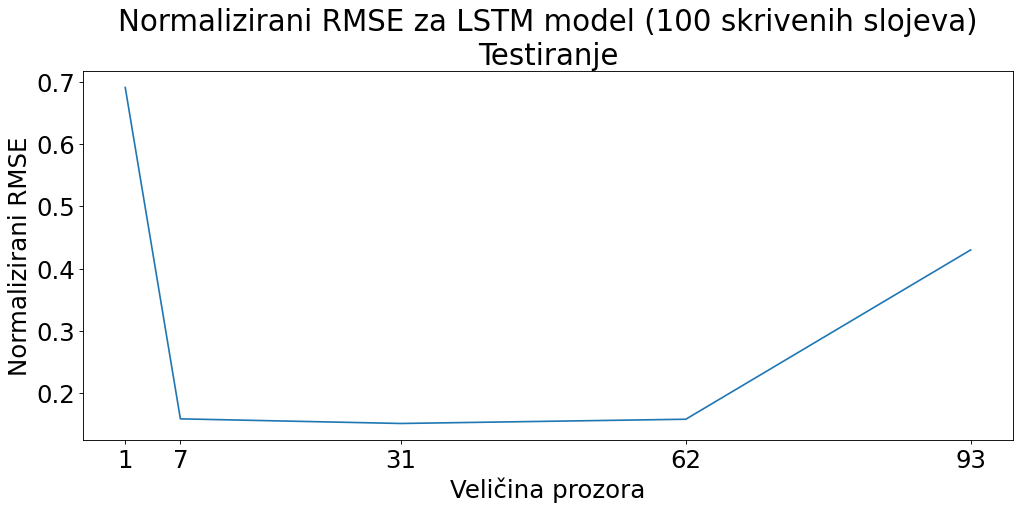 Normalizirani RMSE za LSTM model (100 skrivenih slojeva)
Testiranje
Normalizirani RMSE
0.7
0.6
0.5
0.4
0.3
0.2
1 7 31 62 93
Veličina prozora